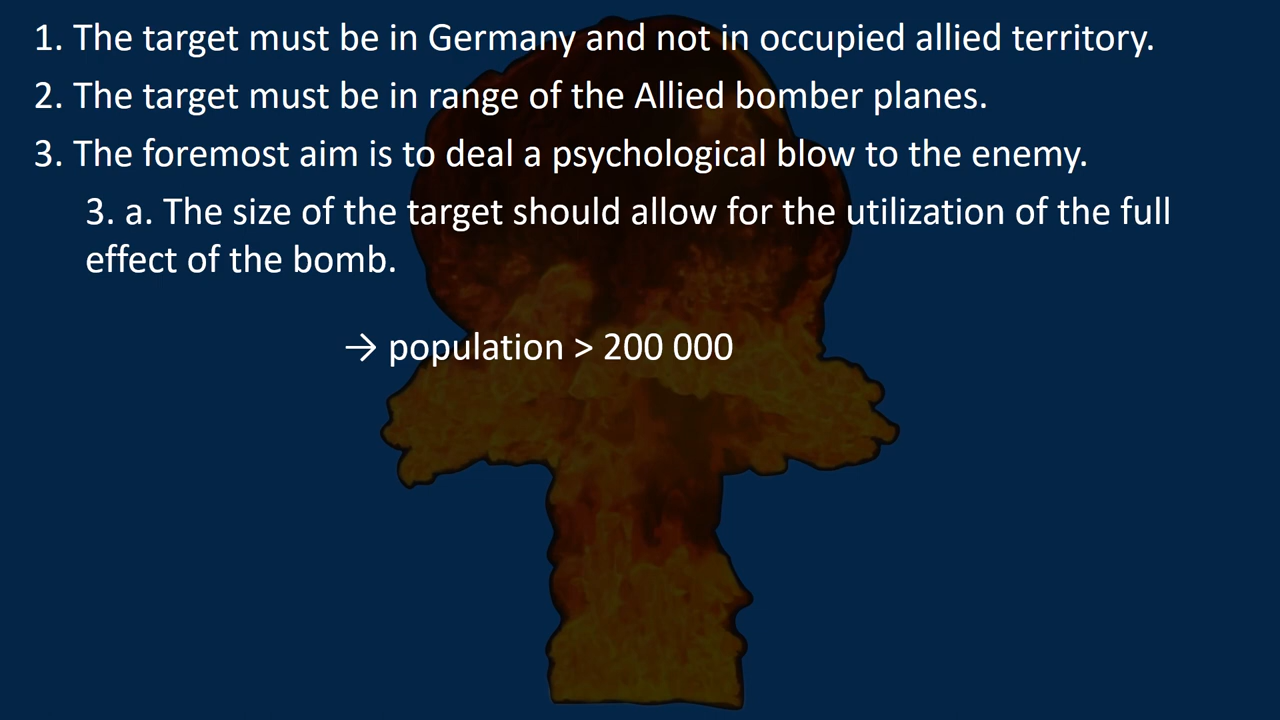 1. The target must be in Germany and not in occupied allied territory.
2. The target must be in range of the Allied bomber planes.
3. The foremost aim is to deal a psychological blow to the enemy.
3. a. The size of the target should allow for the utilization of the full
effect of the bomb.
→ population > 200 000